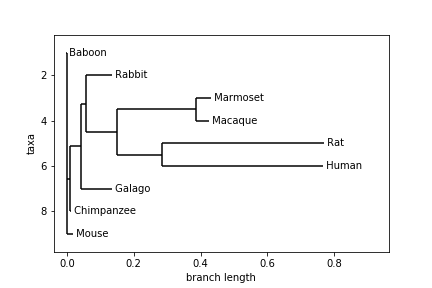 Baboon
2
Rabbit
Marmoset
4
Macaque
Rat
6
Human
Galago
8
Chimpanzee
Mouse
taxa
0.0 0.2 0.4 0.6 0.8
branch length